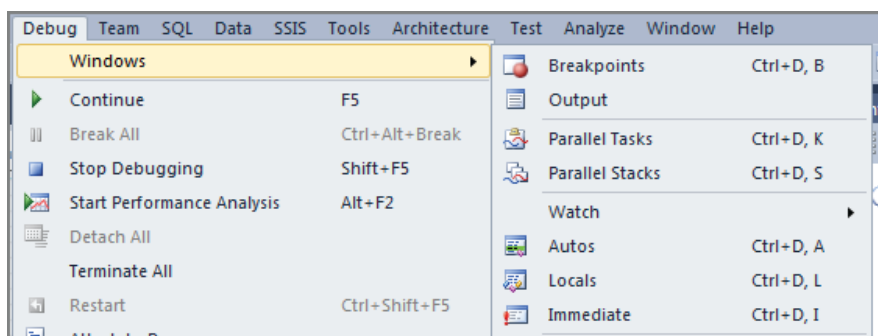 Debug Team SQL Data SSIS Tools Architecture Test Analyze Window Help
Windows
Continue F5
Break All Ctrl+Alt+Break
Stop Debugging Shift+F5
Start Performance Analysis Alt+F2
Detach All
Terminate All
Restart Ctrl+Shift+F5
Breakpoints Ctrl+D, B
Output
Parallel Tasks Ctrl+D, K
Parallel Stacks Ctrl+D, S
Watch
Autos Ctrl+D, A
Locals Ctrl+D, L
Immediate Ctrl+D, I